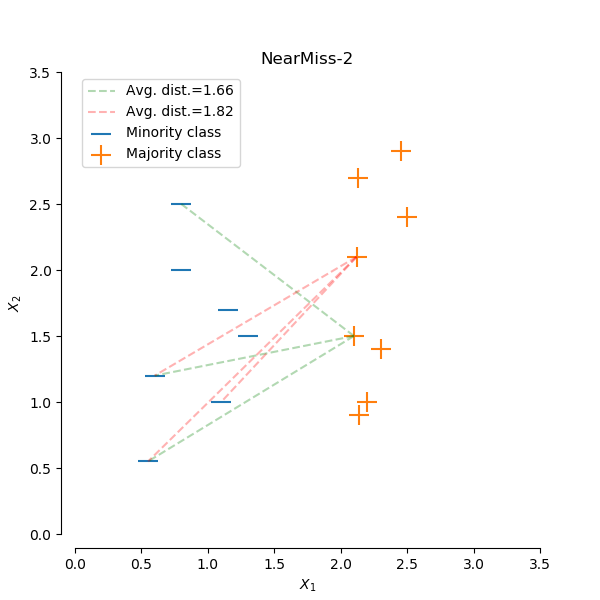 NearMiss-2
Avg. dist.=1.66
Avg. dist.=1.82
Minority class
Majority class
3.5
3.0
2.5
2.0
1.5
1.0
0.5
0.0
X₂
0.0 0.5 1.0 1.5 2.0 2.5 3.0 3.5
X₁